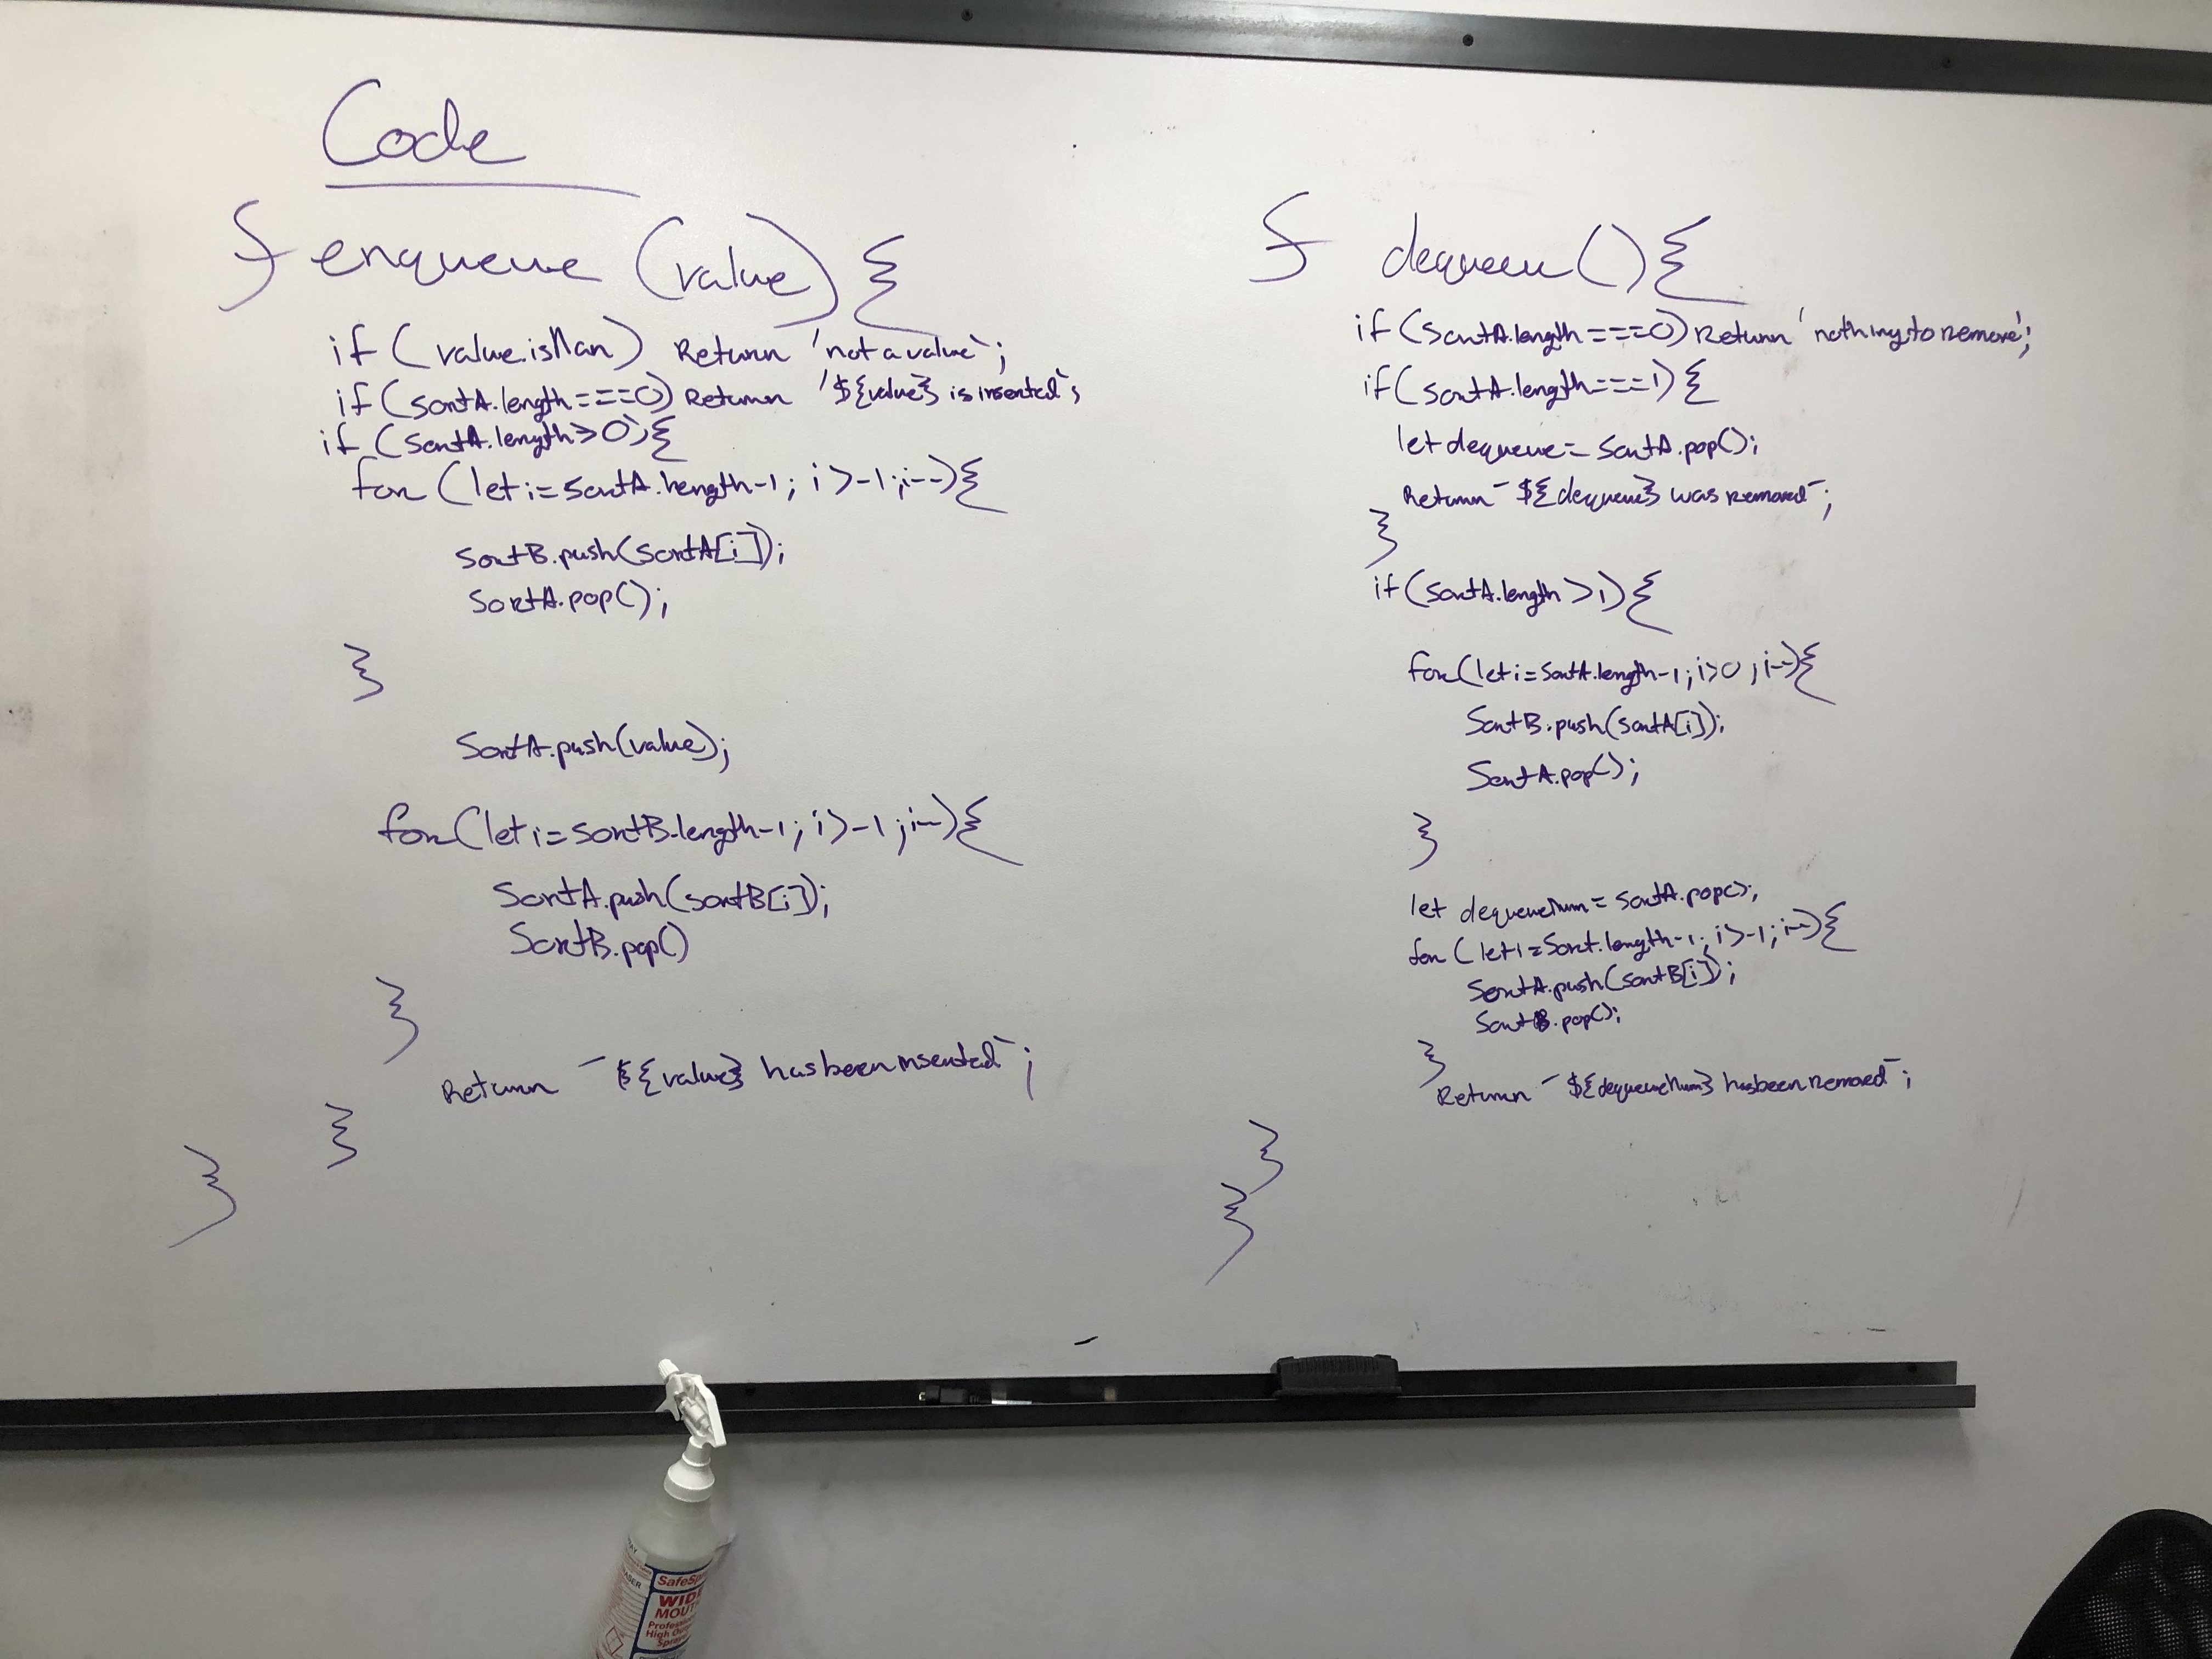 Code
f enqueue (value) {
if (value.isNan) Return 'not a value`;
if (sortA.length===0) Return '${value} is inserted`;
if (sortA.length>0){
for (let i=sortA.length-1; i>-1;i--){
sortB.push(sortA[i]);
sortA.pop();
}
SortA.push(value);
for(let i=sortB.length-1; i>-1;i--){
SortA.push(sortB[i]);
SortB.pop()
}
Return `${value} has been inserted`;
}
}
f dequeue(){
if (sortA.length===0) Return 'nothing to remove';
if(sortA.length===1){
let dequeue=sortA.pop();
Return `${dequeue} was removed`;
}
if(sortA.length>1){
for(let i=sortA.length-1;i>0;i--){
SortB.push(sortA[i]);
SortA.pop();
}
let dequeueNum=sortA.pop();
for(let i=Sort.length-1;i>-1;i--){
SortA.push(sortB[i]);
SortB.pop();
}
Return `${dequeueNum} has been removed`;
}
}
SafeSp
WIDE
MOUT
Profession
High Ou
Spray